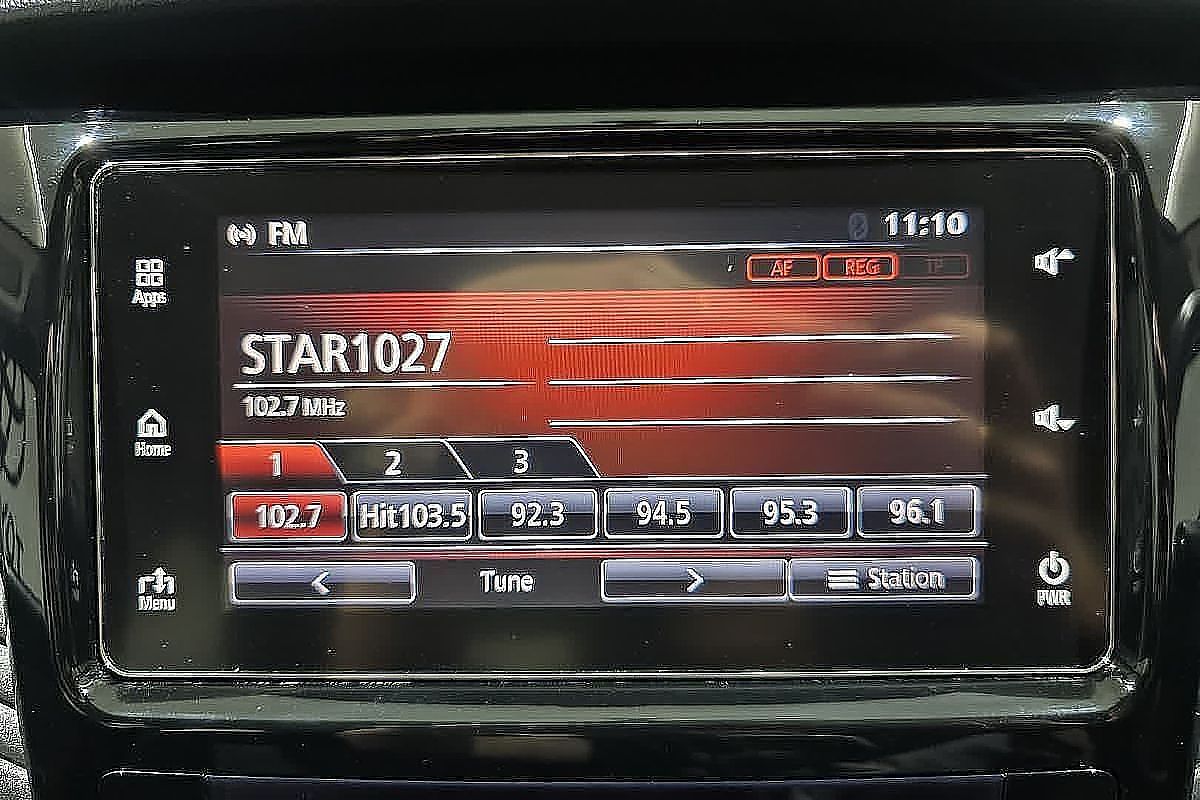 FM 11:10
AF REG TP
Apps
STAR1027
102.7 MHz
Home
1 2 3
102.7 Hit103.5 92.3 94.5 95.3 96.1
< Tune > Station
Menu
PWR